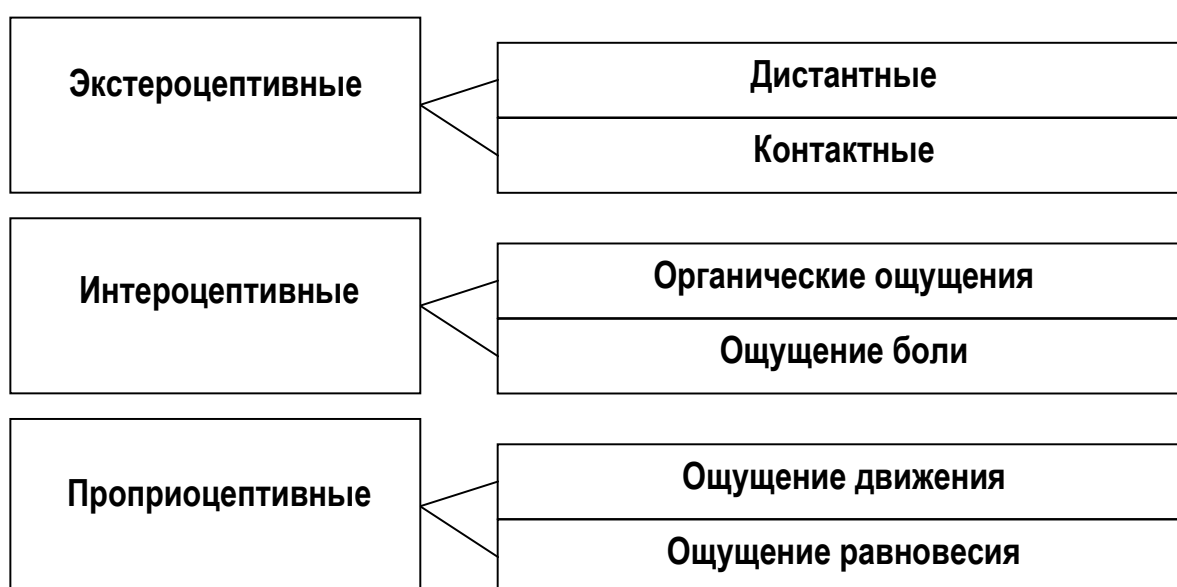 Экстероцептивные
Дистантные
Контактные
Интероцептивные
Органические ощущения
Ощущение боли
Проприоцептивные
Ощущение движения
Ощущение равновесия